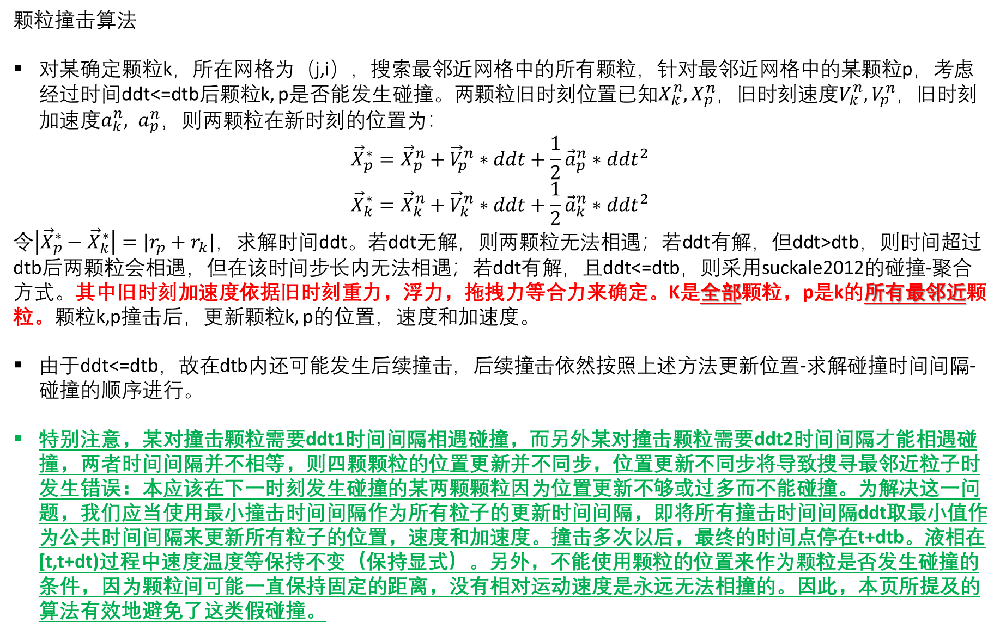 颗粒撞击算法
▪ 对某确定颗粒k，所在网格为（j,i），搜索最邻近网格中的所有颗粒，针对最邻近网格中的某颗粒p，考虑
经过时间ddt<=dtb后颗粒k, p是否能发生碰撞。两颗粒旧时刻位置已知$X_k^n, X_p^n$，旧时刻速度$V_k^n, V_p^n$，旧时刻
加速度$a_k^n$, $a_p^n$，则两颗粒在新时刻的位置为：
$\vec{X}_p^* = \vec{X}_p^n + \vec{V}_p^n * ddt + \frac{1}{2}\vec{a}_p^n * ddt^2$
$\vec{X}_k^* = \vec{X}_k^n + \vec{V}_k^n * ddt + \frac{1}{2}\vec{a}_k^n * ddt^2$
令$|\vec{X}_p^* - \vec{X}_k^*| = |r_p + r_k|$，求解时间ddt。若ddt无解，则两颗粒无法相遇；若ddt有解，但ddt>dtb，则时间超过
dtb后两颗粒会相遇，但在该时间步长内无法相遇；若ddt有解，且ddt<=dtb，则采用suckale2012的碰撞-聚合
方式。其中旧时刻加速度依据旧时刻重力，浮力，拖拽力等合力来确定。K是全部颗粒，p是k的所有最邻近颗
粒。颗粒k,p撞击后，更新颗粒k, p的位置，速度和加速度。
▪ 由于ddt<=dtb，故在dtb内还可能发生后续撞击，后续撞击依然按照上述方法更新位置-求解碰撞时间间隔-
碰撞的顺序进行。
▪ 特别注意，某对撞击颗粒需要ddt1时间间隔相遇碰撞，而另外某对撞击颗粒需要ddt2时间间隔才能相遇碰
撞，两者时间间隔并不相等，则四颗颗粒的位置更新并不同步，位置更新不同步将导致搜寻最邻近粒子时
发生错误：本应该在下一时刻发生碰撞的某两颗颗粒因为位置更新不够或过多而不能碰撞。为解决这一问
题，我们应当使用最小撞击时间间隔作为所有粒子的更新时间间隔，即将所有撞击时间间隔ddt取最小值作
为公共时间间隔来更新所有粒子的位置，速度和加速度。撞击多次以后，最终的时间点停在t+dtb。液相在
[t,t+dt)过程中速度温度等保持不变（保持显式）。另外，不能使用颗粒的位置来作为颗粒是否发生碰撞的
条件，因为颗粒间可能一直保持固定的距离，没有相对运动速度是永远无法相撞的。因此，本页所提及的
算法有效地避免了这类假碰撞。